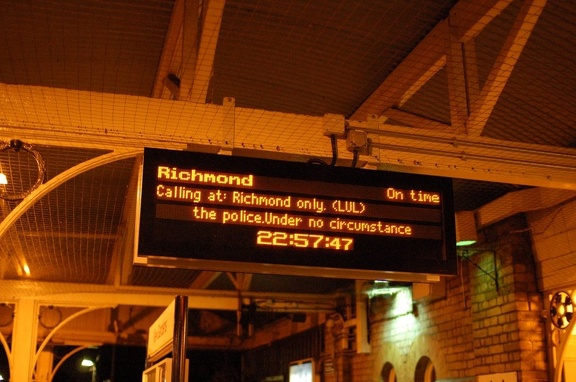 Richmond On time
Calling at: Richmond only. (LUL)
the police.Under no circumstance
22:57:47